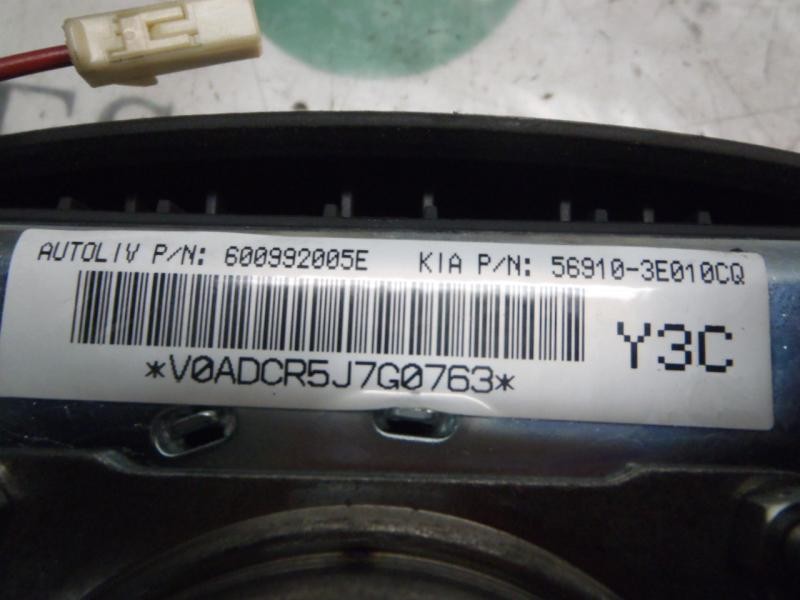 AUTOLIV P/N: 600992005E KIA P/N: 56910-3E010CQ
*V0ADCR5J7G0763*
Y3C